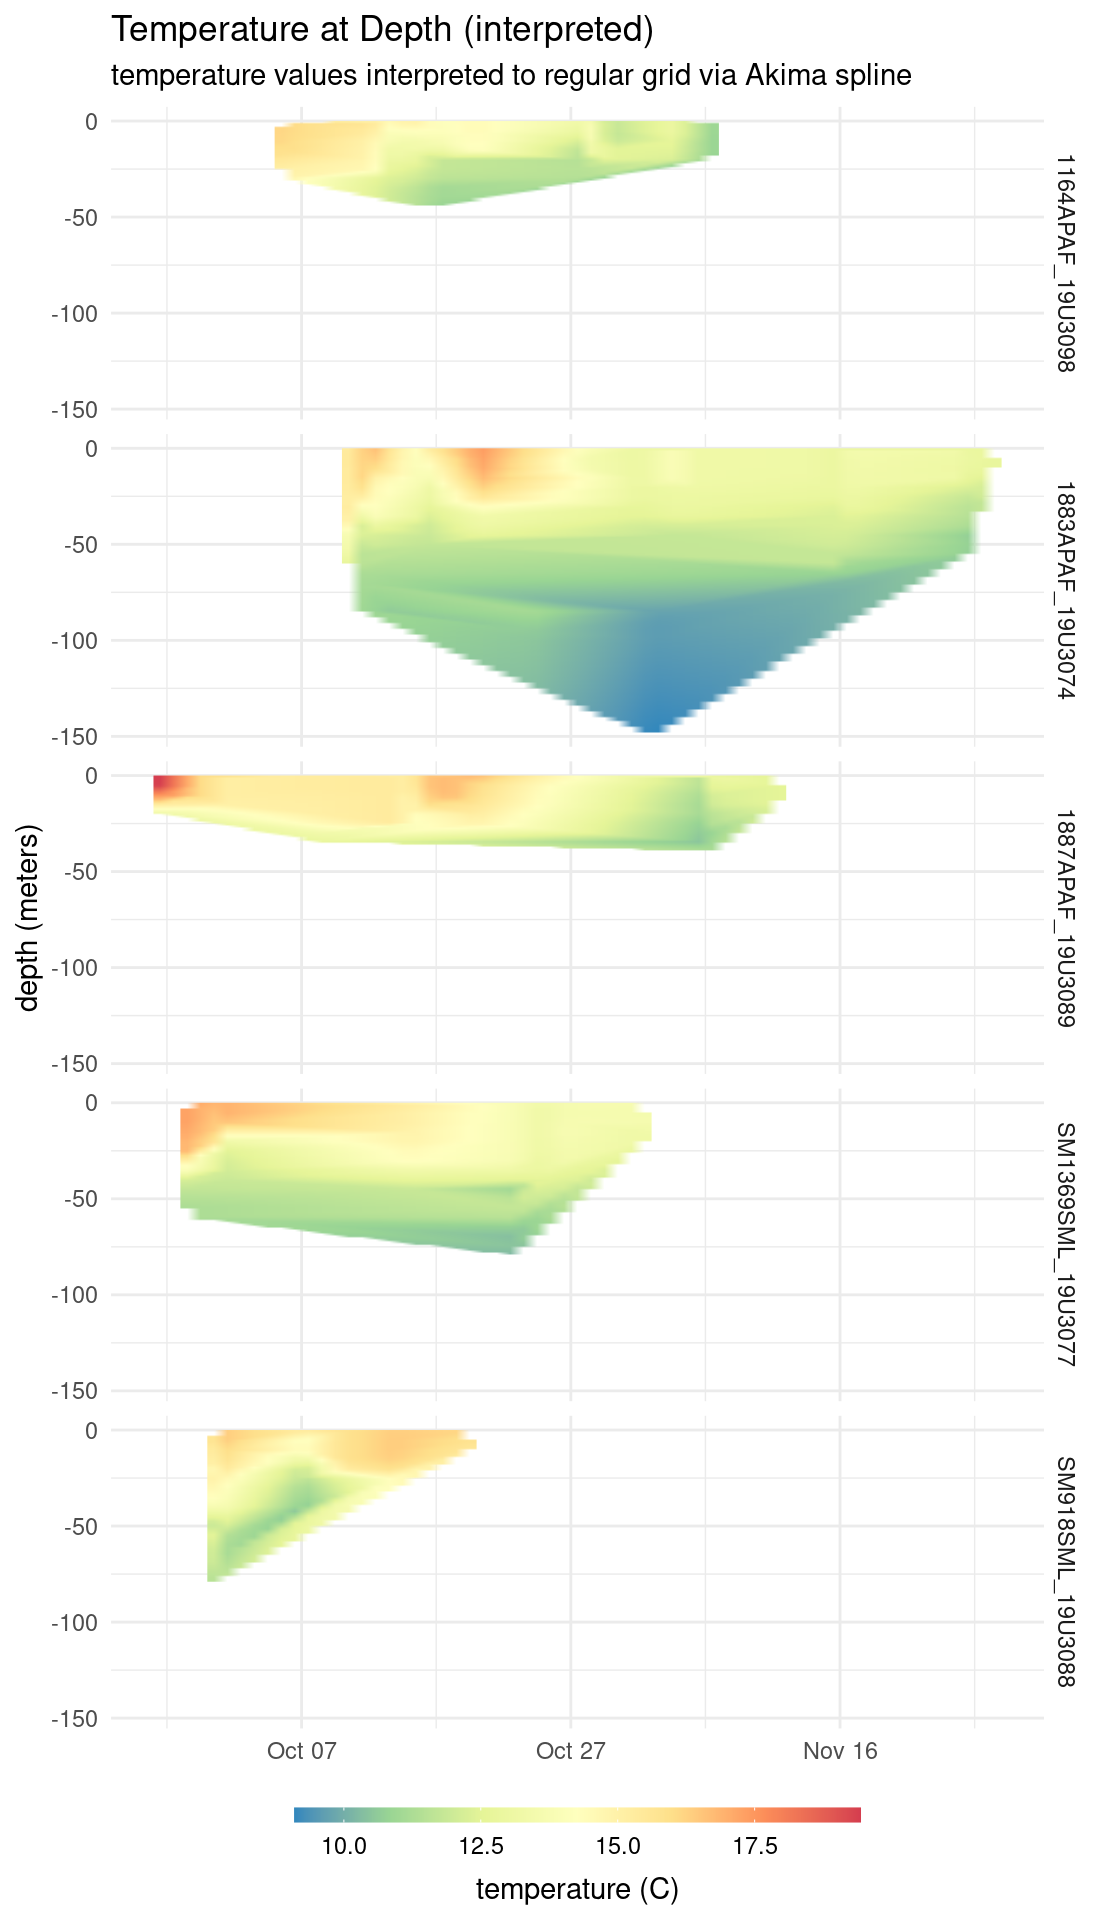 Temperature at Depth (interpreted)
temperature values interpreted to regular grid via Akima spline
0
-50
-100
-150
1164APAF_19U3098
0
-50
-100
-150
1883APAF_19U3074
depth (meters)
0
-50
-100
-150
1887APAF_19U3089
0
-50
-100
-150
SM1369SML_19U3077
0
-50
-100
-150
SM918SML_19U3088
Oct 07 Oct 27 Nov 16
10.0 12.5 15.0 17.5
temperature (C)